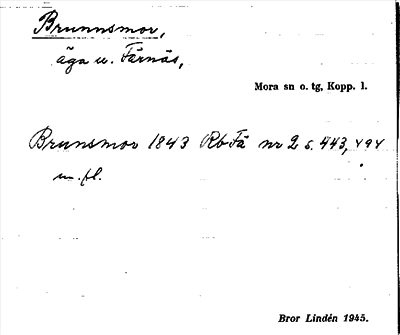 Brunnsmor,
äga u. Färnäs,
Mora sn o. tg, Kopp. l.
Brunsmor 1843 Rb Fä nr 2 s. 443, 494
m. fl.
Bror Lindén 1945.